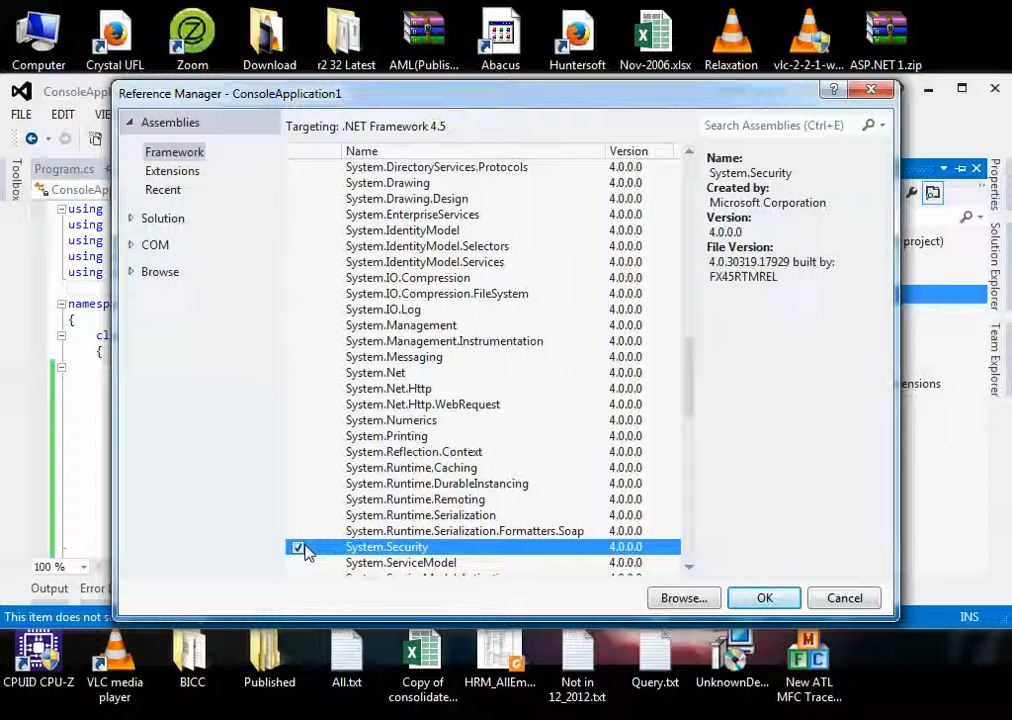 Computer
Crystal UFL
Zoom
Download
r2 32 Latest
AML(Publis...
Abacus
Huntersoft
Nov-2006.xlsx
Relaxation
vlc-2-2-1-w...
ASP.NET 1.zip
ConsoleAppl
Reference Manager - ConsoleApplication1
FILE
EDIT
VIE
Assemblies
Targeting: .NET Framework 4.5
Search Assemblies (Ctrl+E)
Framework
Extensions
Recent
Solution
COM
Browse
Name
Version
System.DirectoryServices.Protocols 4.0.0.0
System.Drawing 4.0.0.0
System.Drawing.Design 4.0.0.0
System.EnterpriseServices 4.0.0.0
System.IdentityModel 4.0.0.0
System.IdentityModel.Selectors 4.0.0.0
System.IdentityModel.Services 4.0.0.0
System.IO.Compression 4.0.0.0
System.IO.Compression.FileSystem 4.0.0.0
System.IO.Log 4.0.0.0
System.Management 4.0.0.0
System.Management.Instrumentation 4.0.0.0
System.Messaging 4.0.0.0
System.Net 4.0.0.0
System.Net.Http 4.0.0.0
System.Net.Http.WebRequest 4.0.0.0
System.Numerics 4.0.0.0
System.Printing 4.0.0.0
System.Reflection.Context 4.0.0.0
System.Runtime.Caching 4.0.0.0
System.Runtime.DurableInstancing 4.0.0.0
System.Runtime.Remoting 4.0.0.0
System.Runtime.Serialization 4.0.0.0
System.Runtime.Serialization.Formatters.Soap 4.0.0.0
System.Security 4.0.0.0
System.ServiceModel 4.0.0.0
Name:
System.Security
Created by:
Microsoft Corporation
Version:
4.0.0.0
File Version:
4.0.30319.17929 built by:
FX45RTMREL
Browse...
OK
Cancel
Toolbox
Program.cs
ConsoleAp
using
using
using
using
using
namesp
{
cl
{
100 %
Output
Error L
This item does not s
INS
project)
ensions
Properties
Solution Explorer
Team Explorer
CPUID CPU-Z
VLC media
player
BICC
Published
All.txt
Copy of
consolidate...
HRM_AllEm...
Not in
12_2012.txt
Query.txt
UnknownDe...
New ATL
MFC Trace...